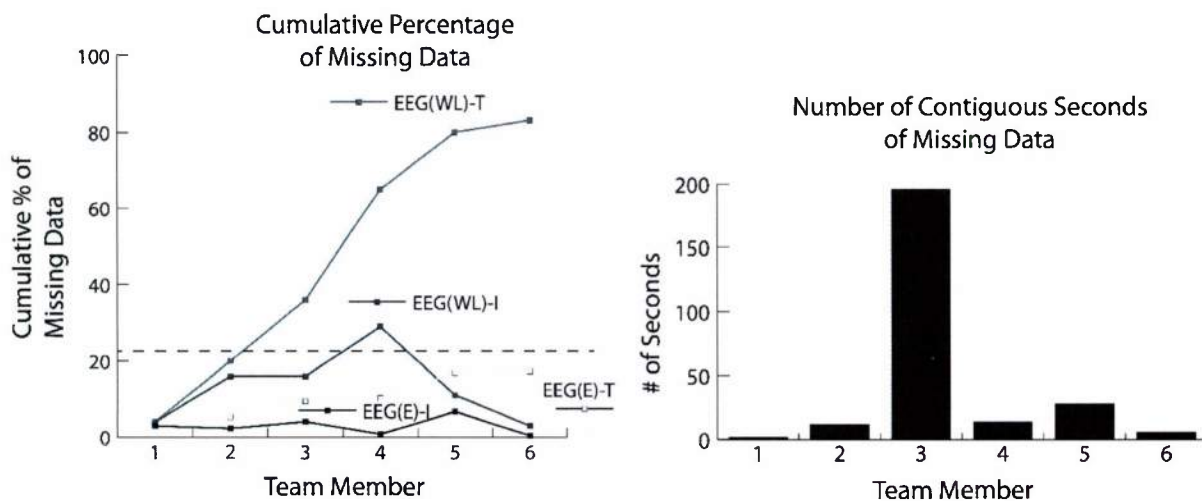 Cumulative Percentage
of Missing Data
100
80
60
40
20
0
Cumulative % of
Missing Data
EEG(WL)-T
EEG(WL)-I
EEG(E)-T
EEG(E)-I
1 2 3 4 5 6
Team Member
Number of Contiguous Seconds
of Missing Data
200
150
100
50
0
# of Seconds
1 2 3 4 5 6
Team Member